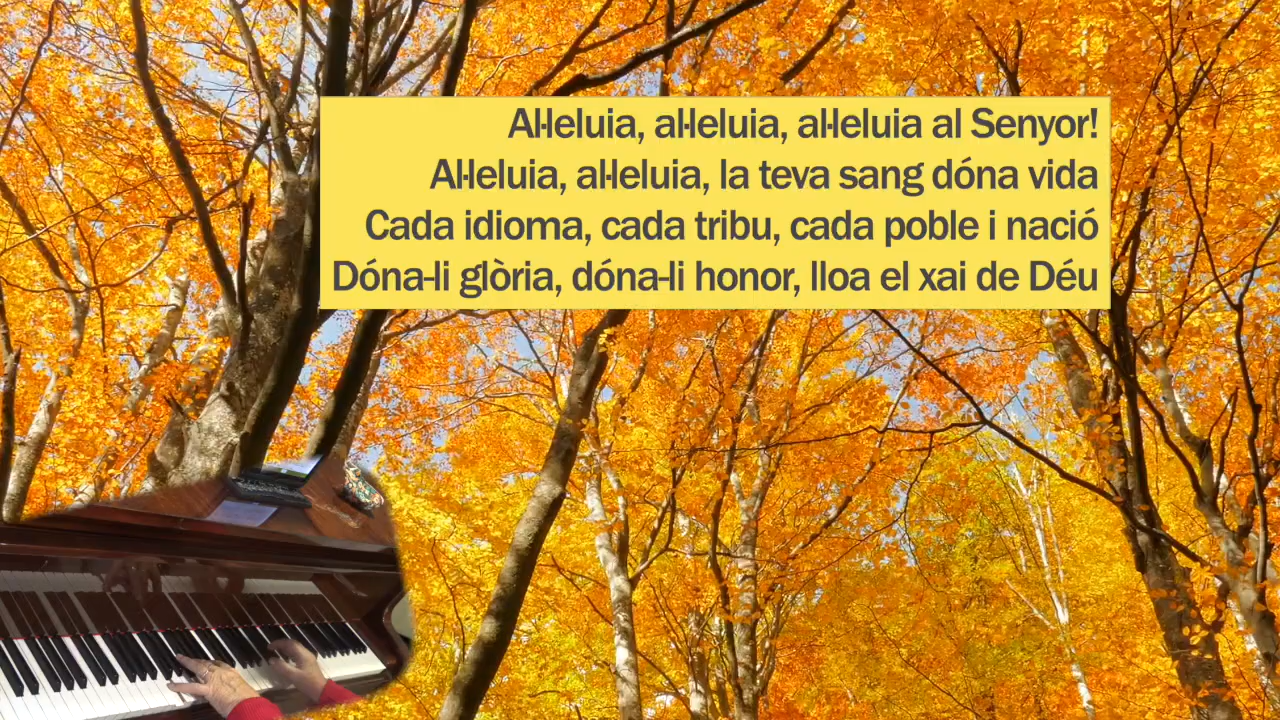 Al·leluia, al·leluia, al·leluia al Senyor!
Al·leluia, al·leluia, la teva sang dóna vida
Cada idioma, cada tribu, cada poble i nació
Dóna-li glòria, dóna-li honor, lloa el xai de Déu